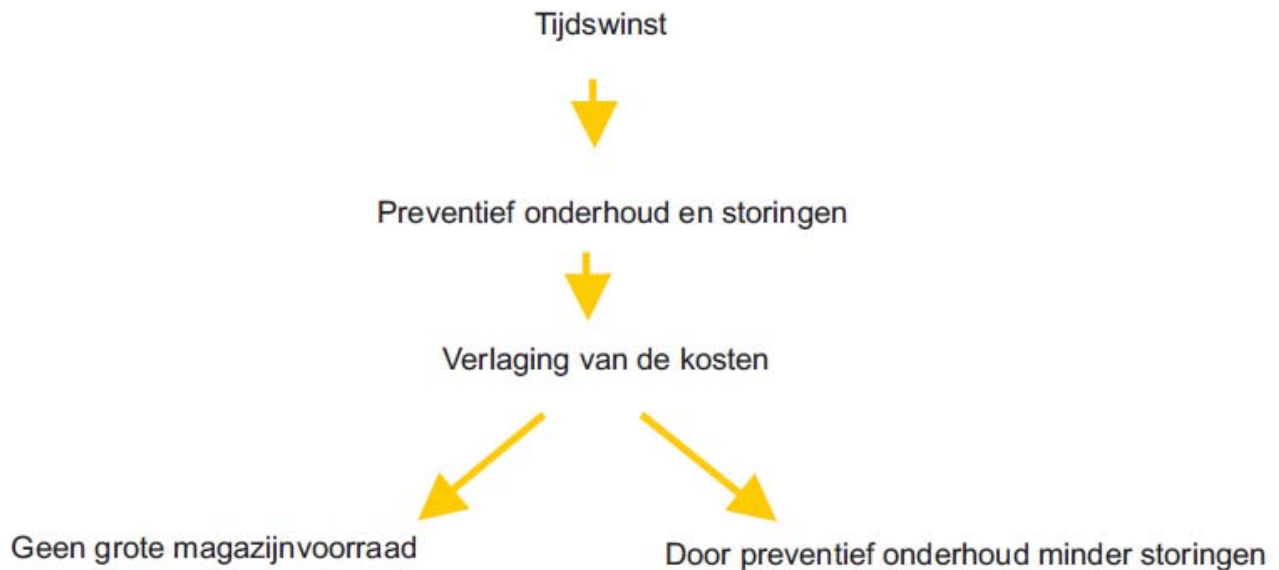 Tijdswinst
Preventief onderhoud en storingen
Verlaging van de kosten
Geen grote magazijnvoorraad
Door preventief onderhoud minder storingen